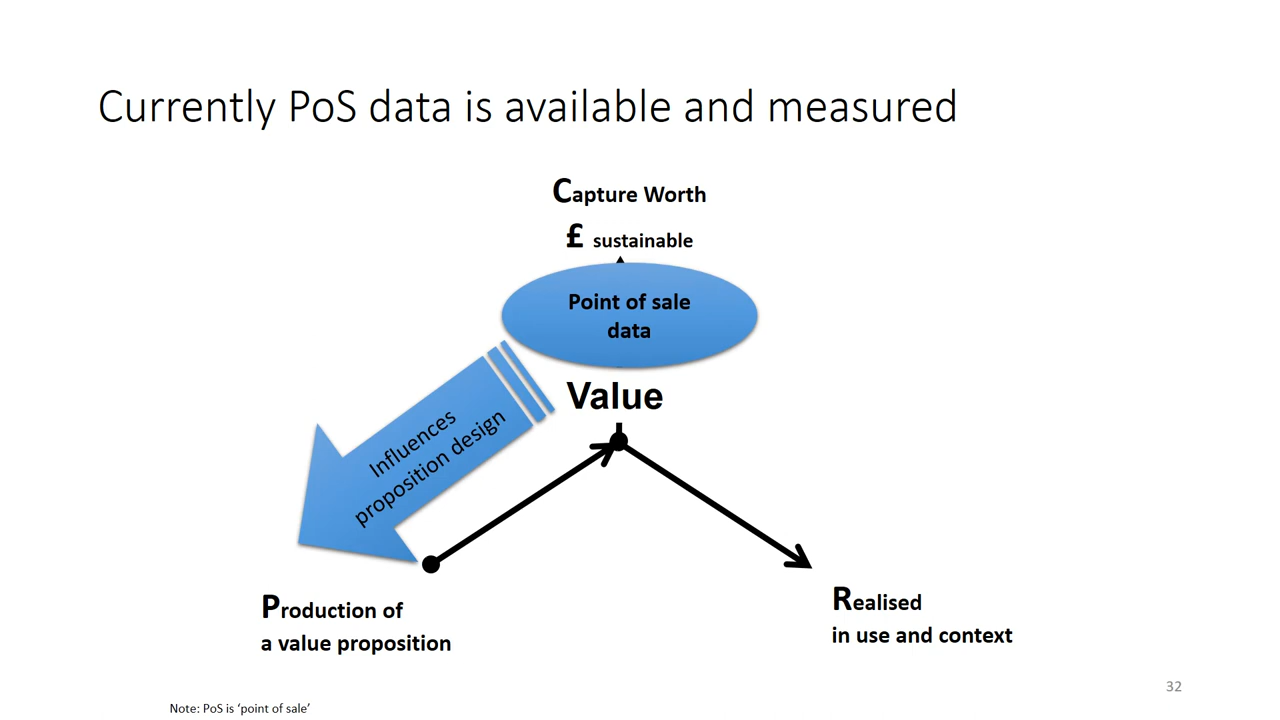 Currently PoS data is available and measured
Capture Worth
£ sustainable
Point of sale
data
Value
Influences
proposition design
Production of
a value proposition
Realised
in use and context
32
Note: PoS is ‘point of sale’